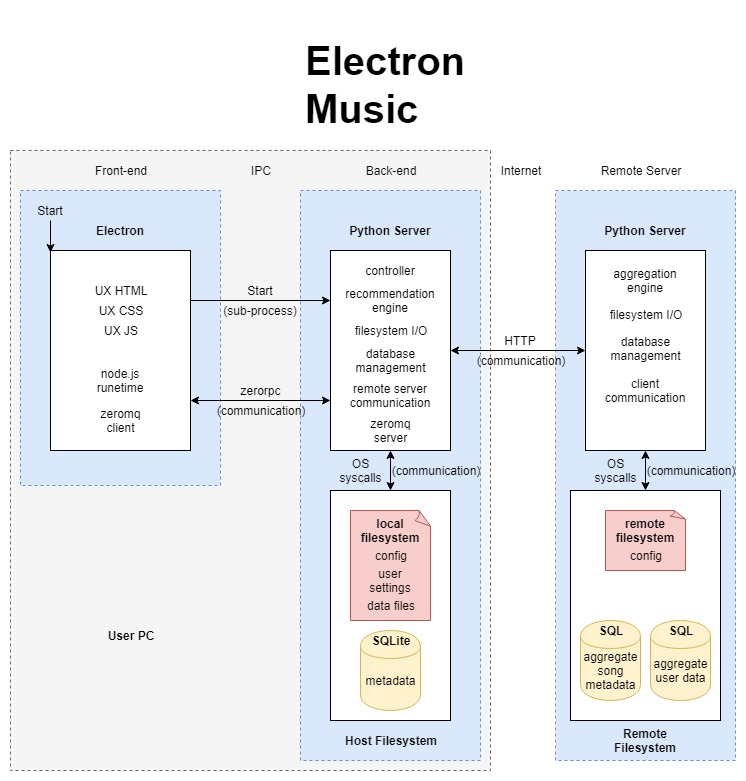 Electron
Music
Front-end
IPC
Back-end
Internet
Remote Server
Start
Electron
UX HTML
UX CSS
UX JS
node.js
runetime
zeromq
client
Start
(sub-process)
zerorpc
(communication)
Python Server
controller
recommendation
engine
filesystem I/O
database
management
remote server
communication
zeromq
server
HTTP
(communication)
Python Server
aggregation
engine
filesystem I/O
database
management
client
communication
OS
syscalls
(communication)
OS
syscalls
(communication)
local
filesystem
config
user
settings
data files
SQLite
metadata
Host Filesystem
User PC
remote
filesystem
config
SQL
aggregate
song
metadata
SQL
aggregate
user data
Remote
Filesystem